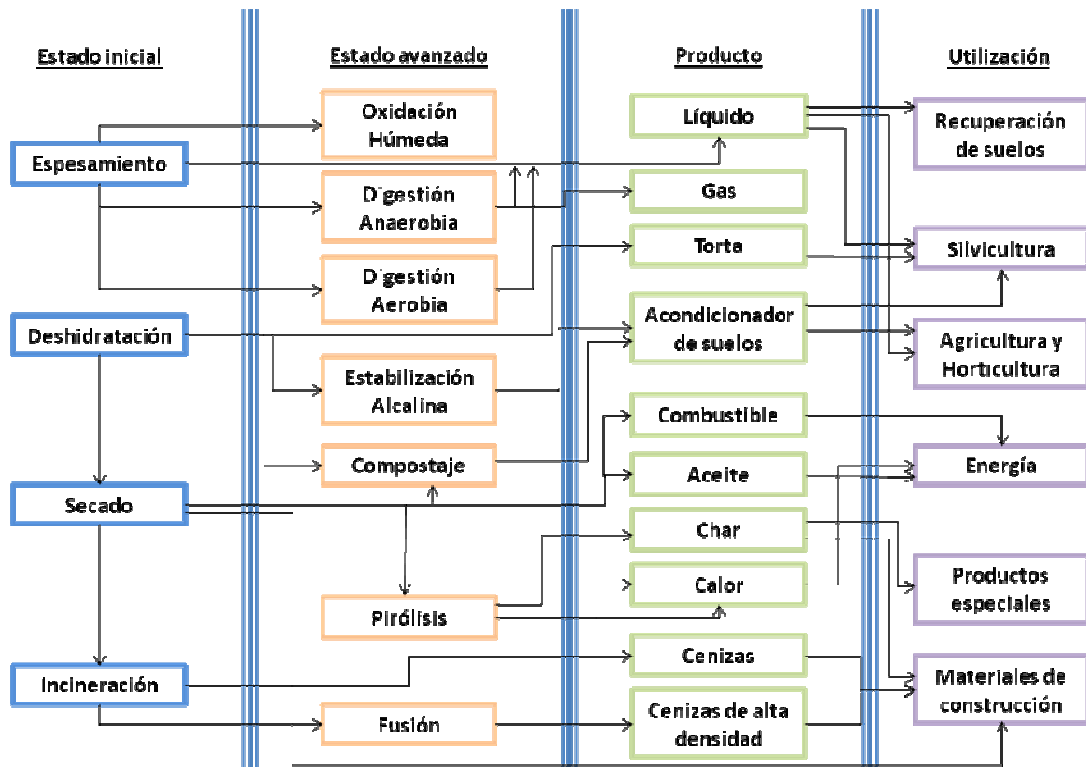 Estado inicial
Estado avanzado
Producto
Utilización
Espesamiento
Deshidratación
Secado
Incineración
Oxidación
Húmeda
Digestión
Anaerobia
Digestión
Aerobia
Estabilización
Alcalina
Compostaje
Pirólisis
Fusión
Líquido
Gas
Torta
Acondicionador
de suelos
Combustible
Aceite
Char
Calor
Cenizas
Cenizas de alta
densidad
Recuperación
de suelos
Silvicultura
Agricultura y
Horticultura
Energía
Productos
especiales
Materiales de
construcción